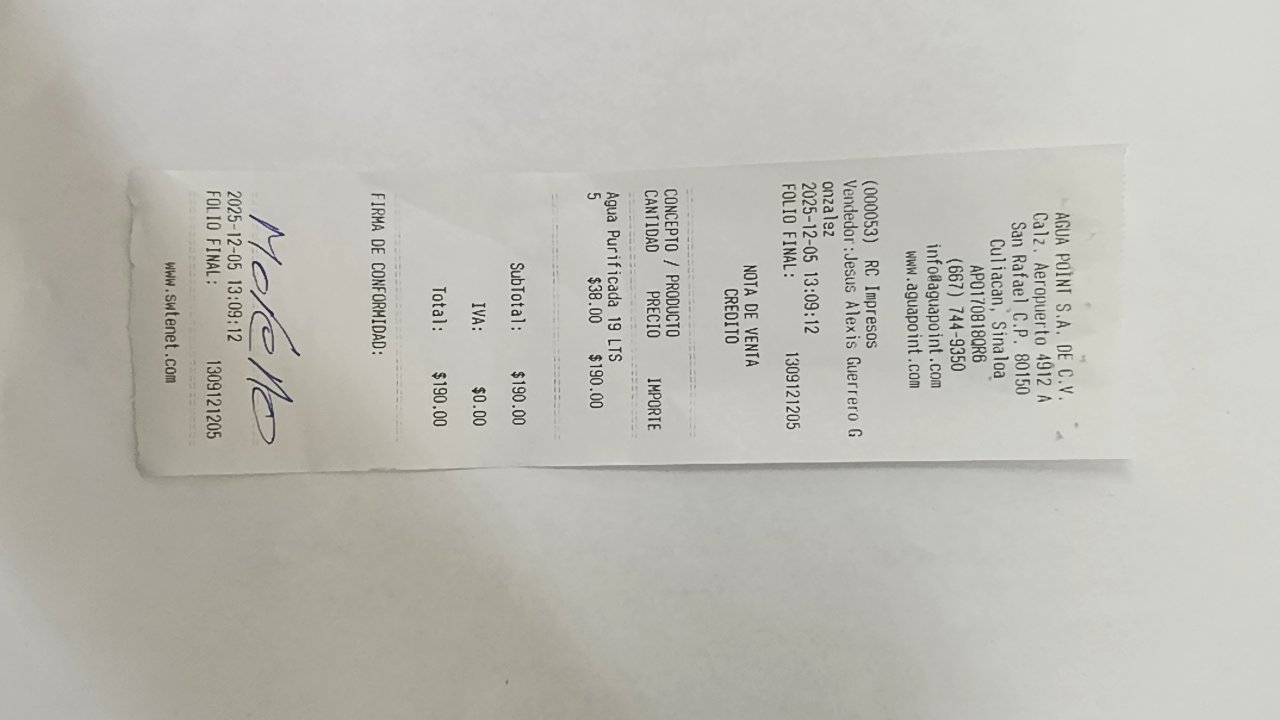 AGUA POINT S.A. DE C.V.
Calz. Aeropuerto 4912 A
San Rafael C.P. 80150
Culiacan, Sinaloa
APO170818QR6
(667) 744-9350
info@aguapoint.com
www.aguapoint.com
(000053) RC Impresos
Vendedor:Jesus Alexis Guerrero G
onzalez
2025-12-05 13:09:12
FOLIO FINAL: 1309121205
NOTA DE VENTA
CREDITO
CONCEPTO / PRODUCTO
CANTIDAD PRECIO IMPORTE
Agua Purificada 19 LTS
5 $38.00 $190.00
SubTotal: $190.00
IVA: $0.00
Total: $190.00
FIRMA DE CONFORMIDAD:
2025-12-05 13:09:12
FOLIO FINAL: 1309121205
www.swtenet.com